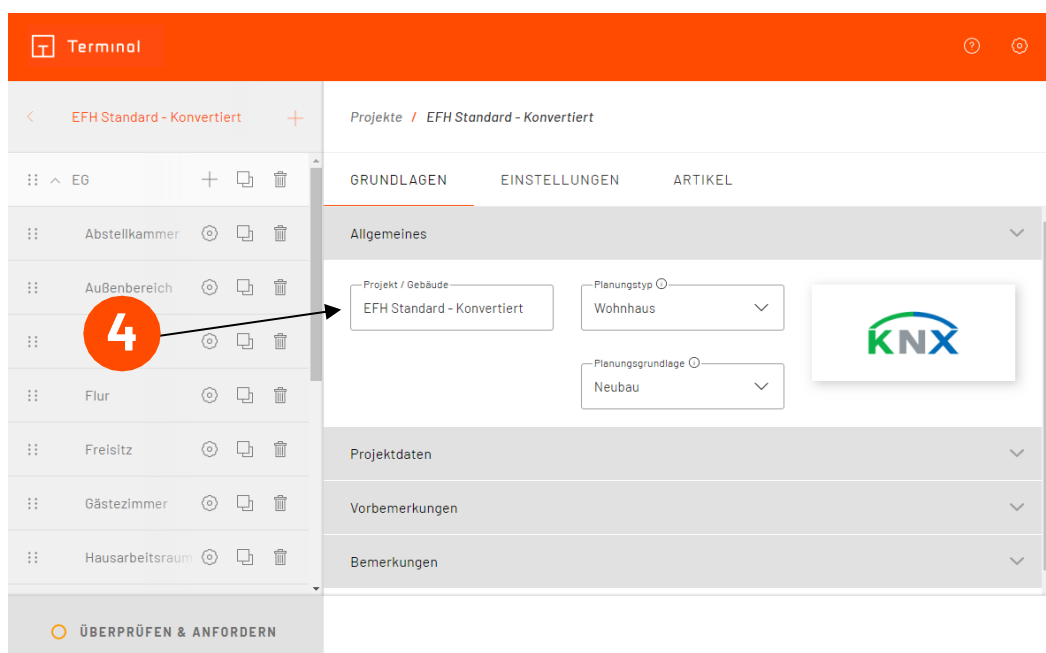 Terminal
EFH Standard - Konvertiert
Projekte / EFH Standard - Konvertiert
EG
GRUNDLAGEN EINSTELLUNGEN ARTIKEL
Abstellkammer
Allgemeines
Außenbereich
Projekt / Gebäude
EFH Standard - Konvertiert
Planungstyp
Wohnhaus
KNX
4
Planungsgrundlage
Neubau
Flur
Freisitz
Projektdaten
Gästezimmer
Vorbemerkungen
Hausarbeitsraum
Bemerkungen
ÜBERPRÜFEN & ANFORDERN